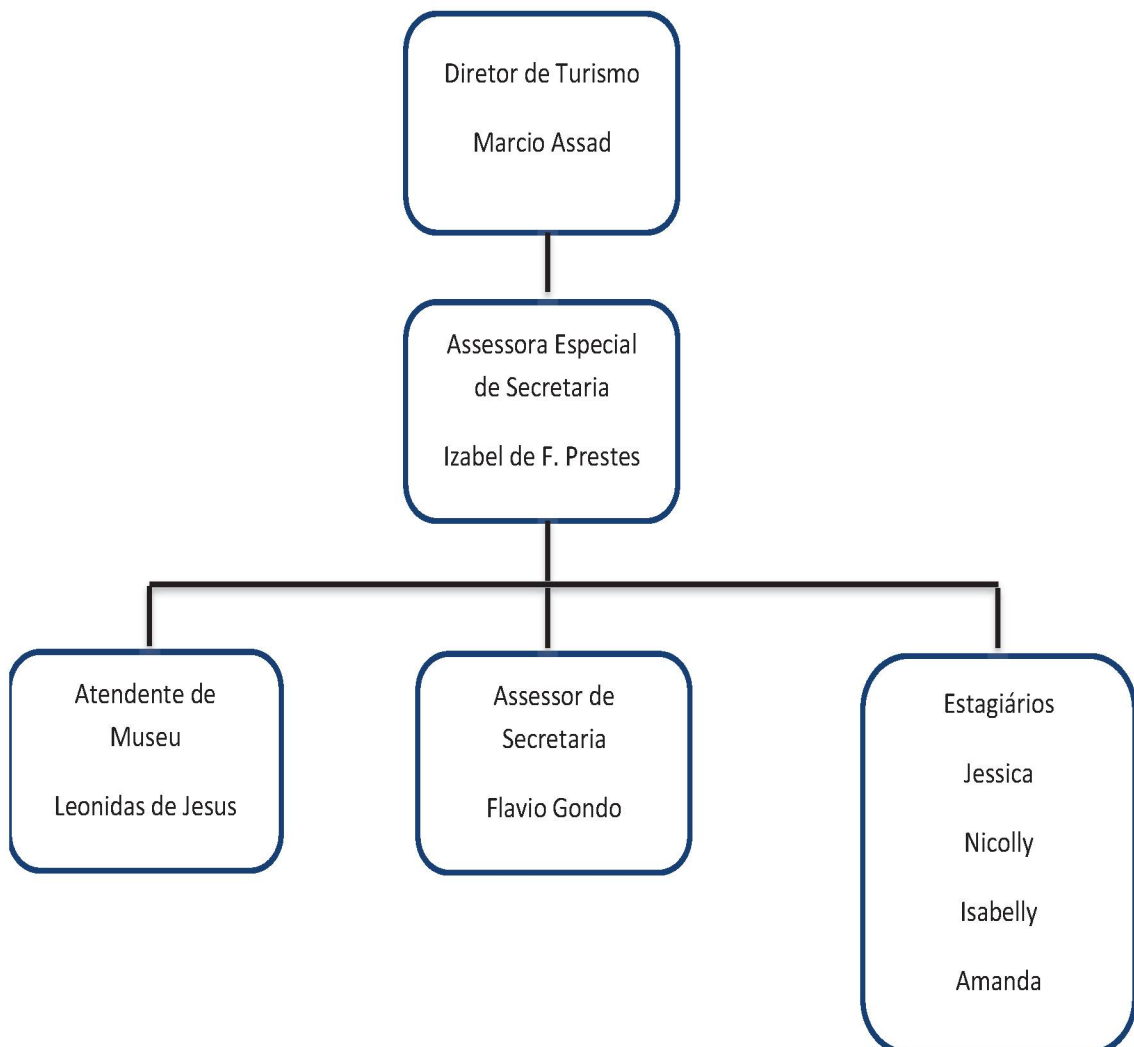 Diretor de Turismo
Marcio Assad
Assessora Especial
de Secretaria
Izabel de F. Prestes
Atendente de
Museu
Leonidas de Jesus
Assessor de
Secretaria
Flavio Gondo
Estagiários
Jessica
Nicolly
Isabelly
Amanda